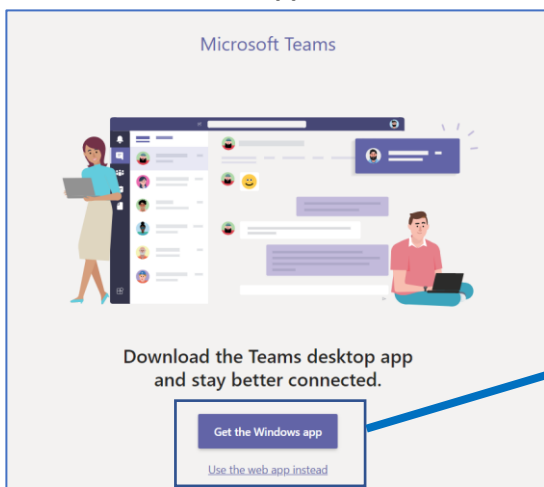 Microsoft Teams
Download the Teams desktop app
and stay better connected.
Get the Windows app
Use the web app instead